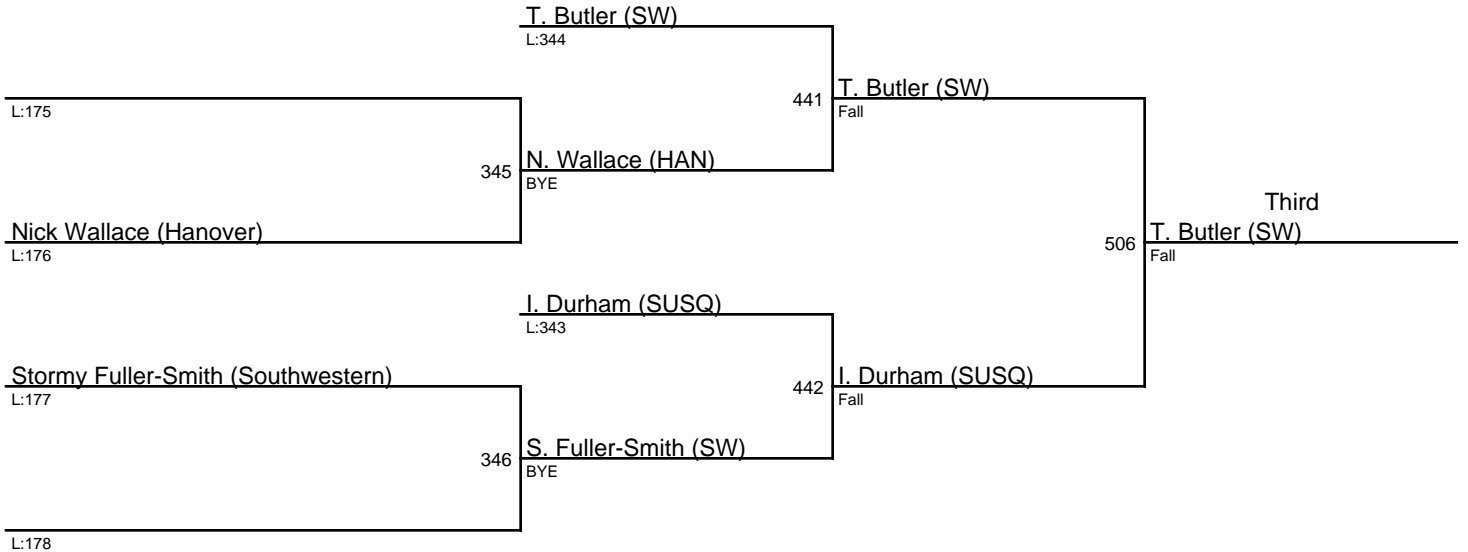 T. Butler (SW)
L:344
L:175
441
T. Butler (SW)
Fall
345
N. Wallace (HAN)
BYE
Nick Wallace (Hanover)
L:176
Third
506
T. Butler (SW)
Fall
I. Durham (SUSQ)
L:343
Stormy Fuller-Smith (Southwestern)
L:177
442
I. Durham (SUSQ)
Fall
346
S. Fuller-Smith (SW)
BYE
L:178